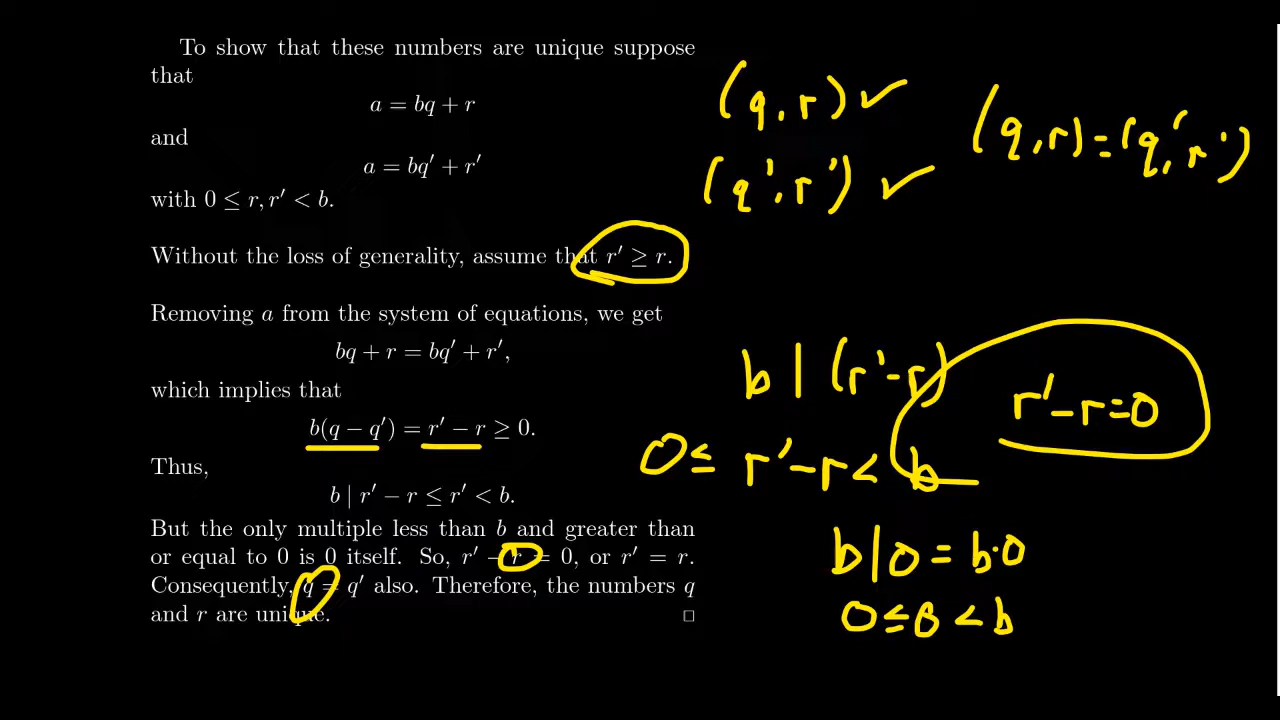 To show that these numbers are unique suppose
that
a = bq + r
and
a = bq′ + r′
with 0 ≤ r, r′ < b.
Without the loss of generality, assume that r′ ≥ r.
Removing a from the system of equations, we get
bq + r = bq′ + r′,
which implies that
b(q − q′) = r′ − r ≥ 0.
Thus,
b | r′ − r ≤ r′ < b.
But the only multiple less than b and greater than
or equal to 0 is 0 itself. So, r′ − r = 0, or r′ = r.
Consequently, q = q′ also. Therefore, the numbers q
and r are unique. □
(q, r) ✓
(q′, r′) ✓
(q, r) = (q′, r′)
b | (r′ − r)
r′ − r = 0
0 ≤ r′ − r < b
b | 0 = b·0
0 ≤ 0 < b